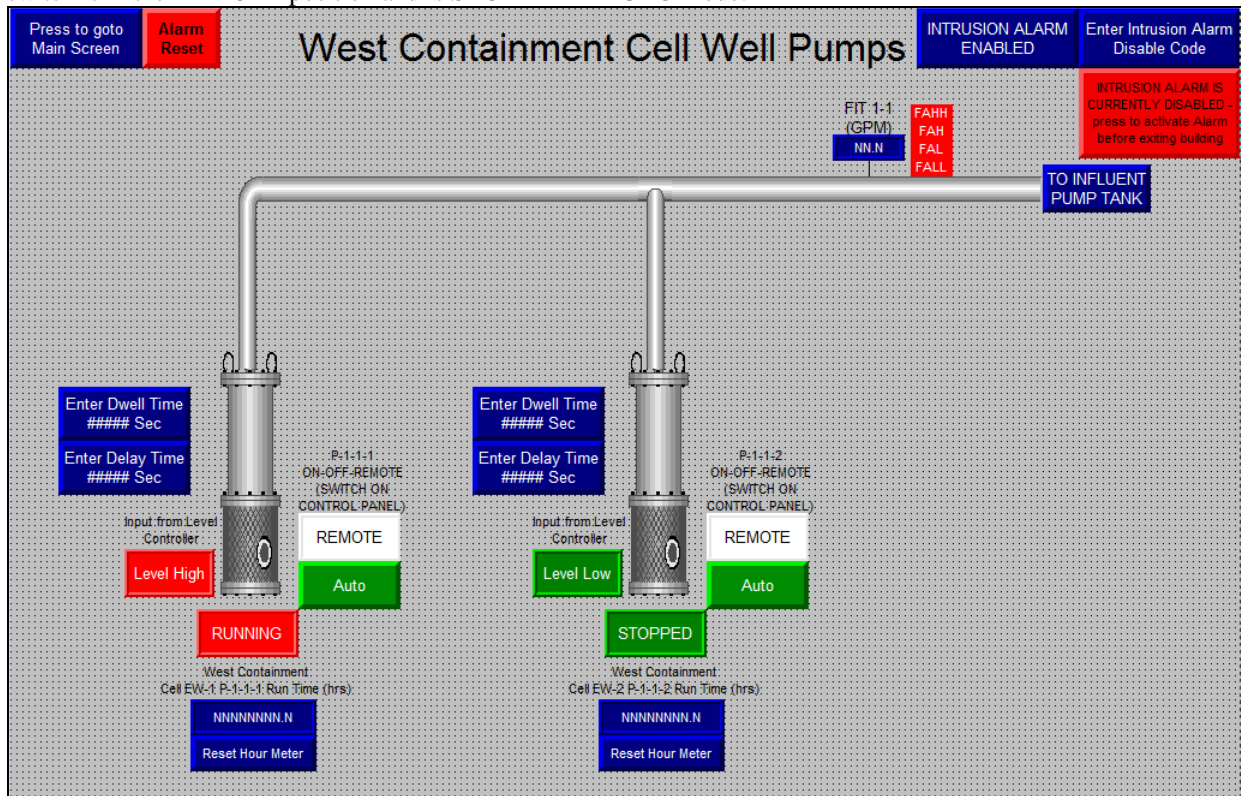 Press to goto
Main Screen
Alarm
Reset
West Containment Cell Well Pumps
INTRUSION ALARM
ENABLED
Enter Intrusion Alarm
Disable Code
INTRUSION ALARM IS
CURRENTLY DISABLED -
press to activate Alarm
before exiting building
FIT 1-1
(GPM)
NN.N
FAHH
FAH
FAL
FALL
TO INFLUENT
PUMP TANK
Enter Dwell Time
##### Sec
Enter Delay Time
##### Sec
P-1-1-1
ON-OFF-REMOTE
(SWITCH ON
CONTROL PANEL)
Input from Level
Controller
Level High
REMOTE
Auto
RUNNING
West Containment
Cell EW-1 P-1-1-1 Run Time (hrs)
NNNNNNNN.N
Reset Hour Meter
Enter Dwell Time
##### Sec
Enter Delay Time
##### Sec
P-1-1-2
ON-OFF-REMOTE
(SWITCH ON
CONTROL PANEL)
Input from Level
Controller
Level Low
REMOTE
Auto
STOPPED
West Containment
Cell EW-2 P-1-1-2 Run Time (hrs)
NNNNNNNN.N
Reset Hour Meter